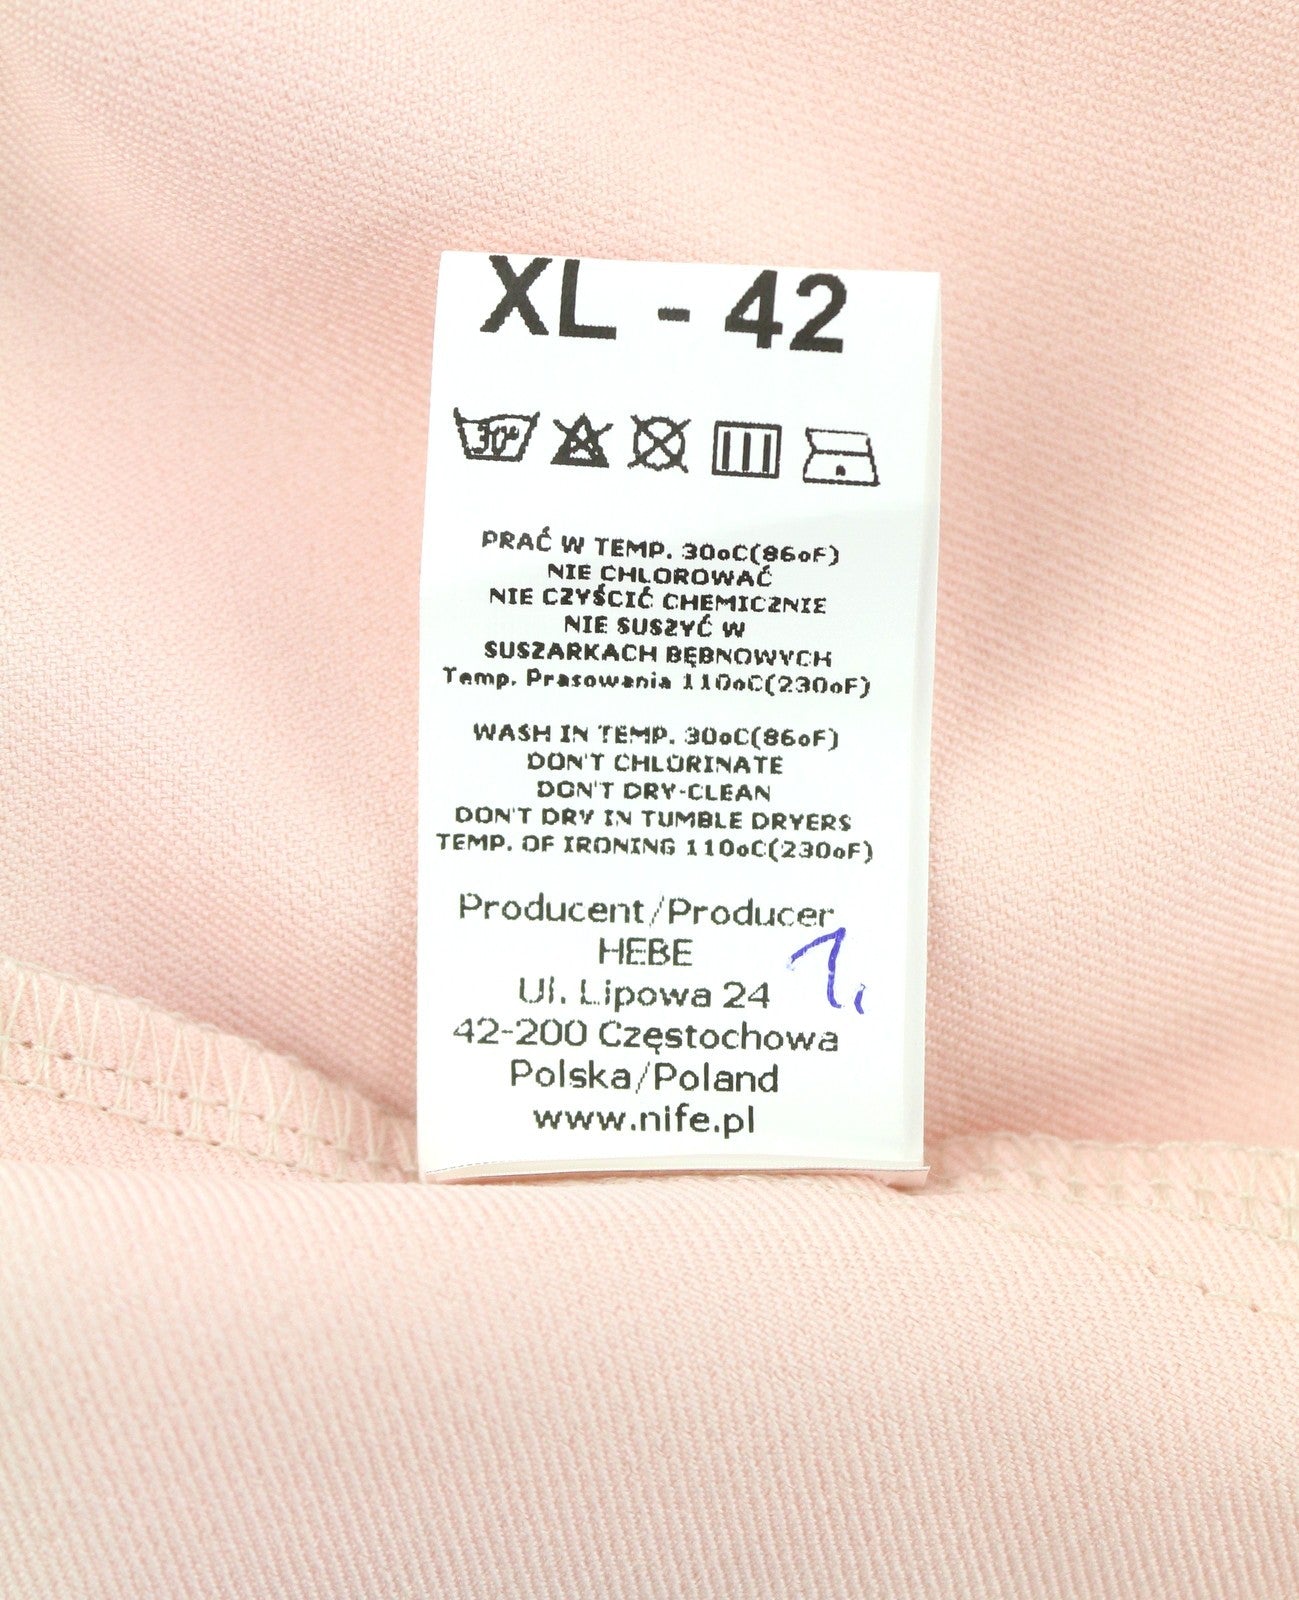 XL - 42
30°
PRAĆ W TEMP. 30oC(86oF)
NIE CHLOROWAĆ
NIE CZYŚCIĆ CHEMICZNIE
NIE SUSZYĆ W
SUSZARKACH BĘBNOWYCH
Temp. Prasowania 110oC(230oF)
WASH IN TEMP. 30oC(86oF)
DON'T CHLORINATE
DON'T DRY-CLEAN
DON'T DRY IN TUMBLE DRYERS
TEMP. OF IRONING 110oC(230oF)
Producent/Producer
HEBE
1.
Ul. Lipowa 24
42-200 Częstochowa
Polska/Poland
www.nife.pl